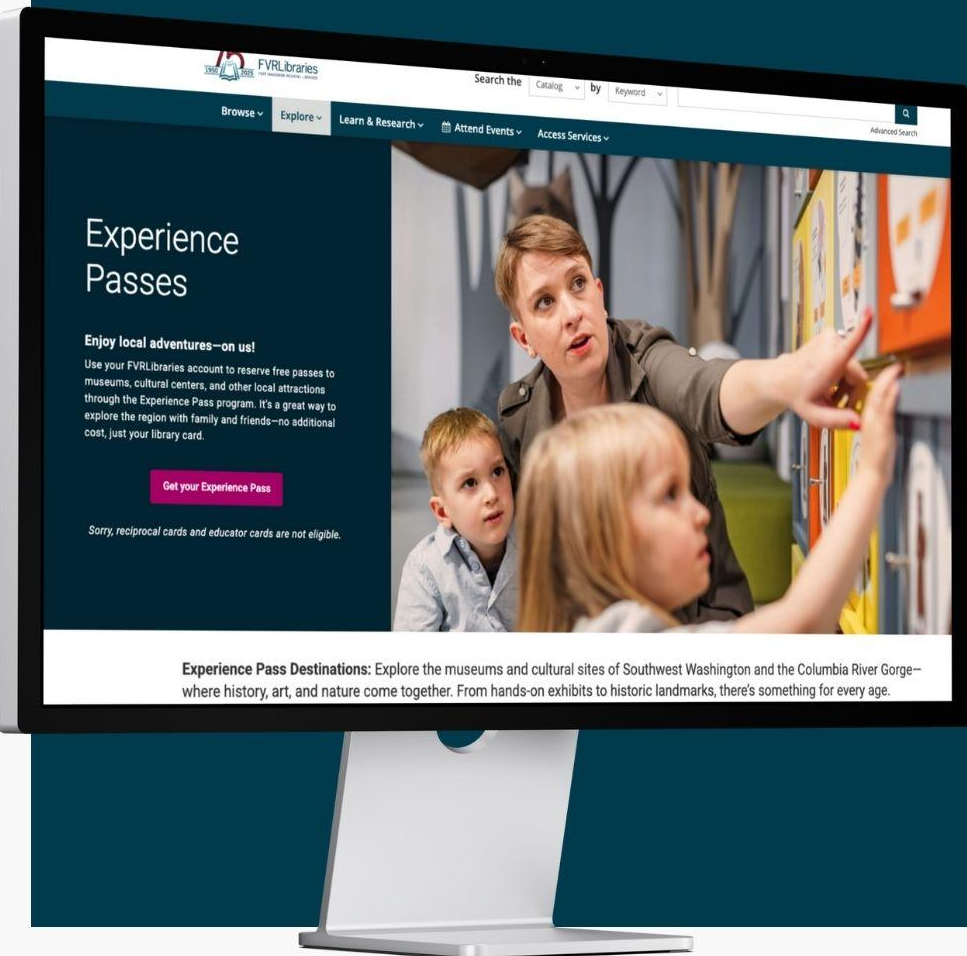 1950 2025
FVRLibraries
FORT VANCOUVER REGIONAL LIBRARIES
Search the Catalog by Keyword
Advanced Search
Browse Explore Learn & Research Attend Events Access Services
Experience
Passes
Enjoy local adventures—on us!
Use your FVRLibraries account to reserve free passes to
museums, cultural centers, and other local attractions
through the Experience Pass program. It's a great way to
explore the region with family and friends—no additional
cost, just your library card.
Get your Experience Pass
Sorry, reciprocal cards and educator cards are not eligible.
Experience Pass Destinations: Explore the museums and cultural sites of Southwest Washington and the Columbia River Gorge—
where history, art, and nature come together. From hands-on exhibits to historic landmarks, there's something for every age.